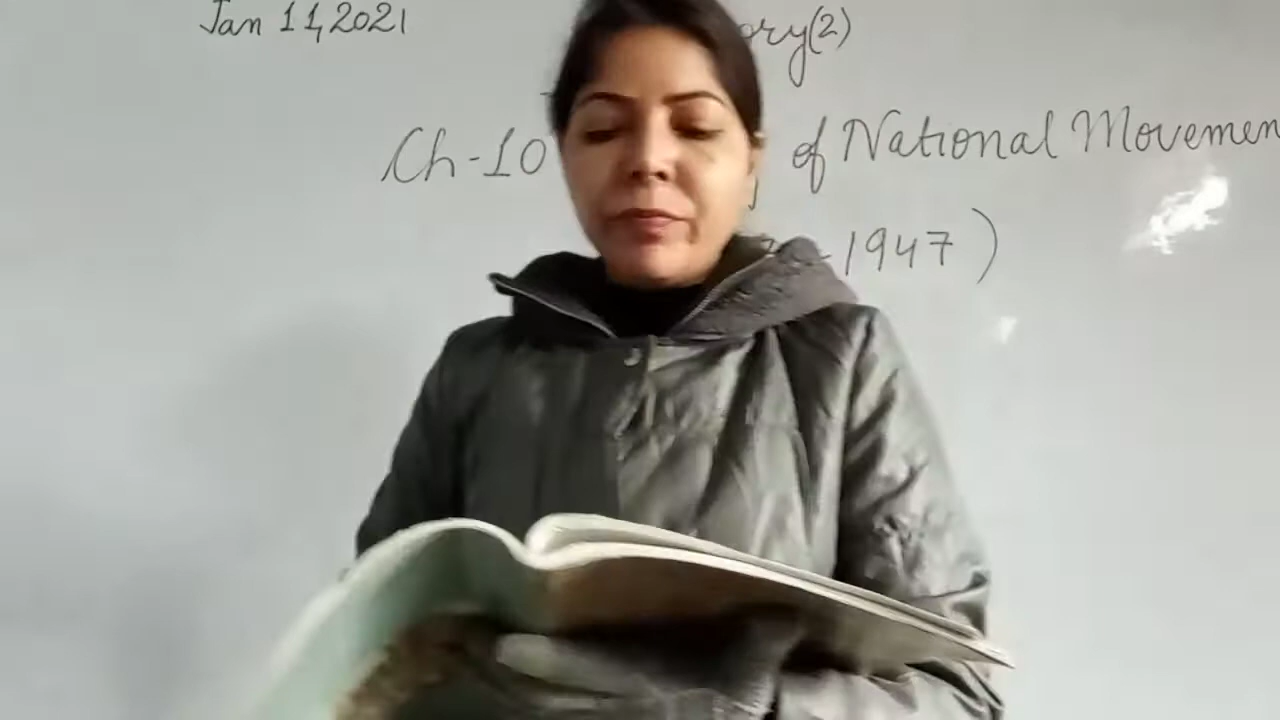 Jan 11, 2021
ory(2)
Ch-10 of National Movemen
- 1947 )